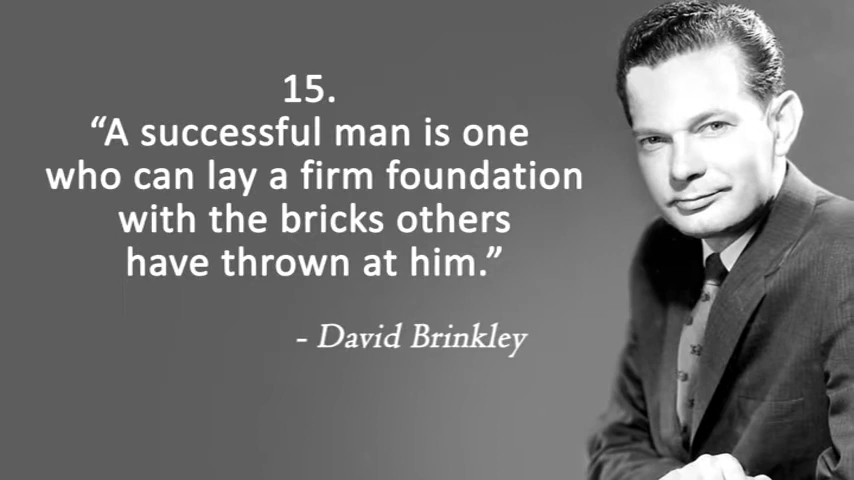 15.
“A successful man is one
who can lay a firm foundation
with the bricks others
have thrown at him.”
- David Brinkley